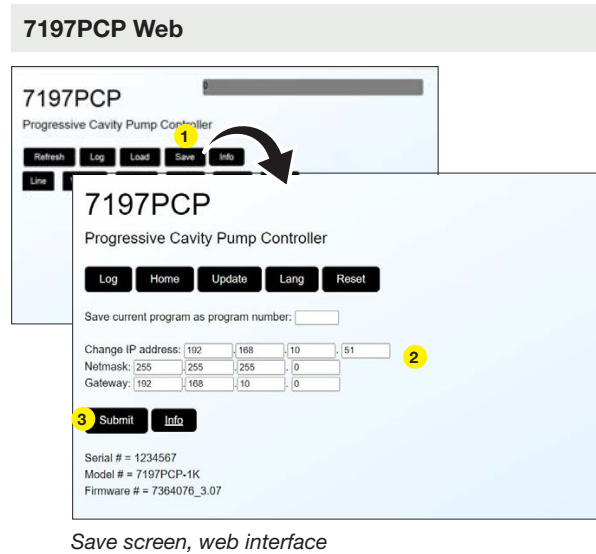 7197PCP Web
0
7197PCP
Progressive Cavity Pump Controller
1
Refresh Log Load Save Info
Line
7197PCP
Progressive Cavity Pump Controller
Log Home Update Lang Reset
Save current program as program number:
Change IP address: 192 . 168 . 10 . 51
2
Netmask: 255 . 255 . 255 . 0
Gateway: 192 . 168 . 10 . 0
3 Submit Info
Serial # = 1234567
Model # = 7197PCP-1K
Firmware # = 7364076_3.07
Save screen, web interface